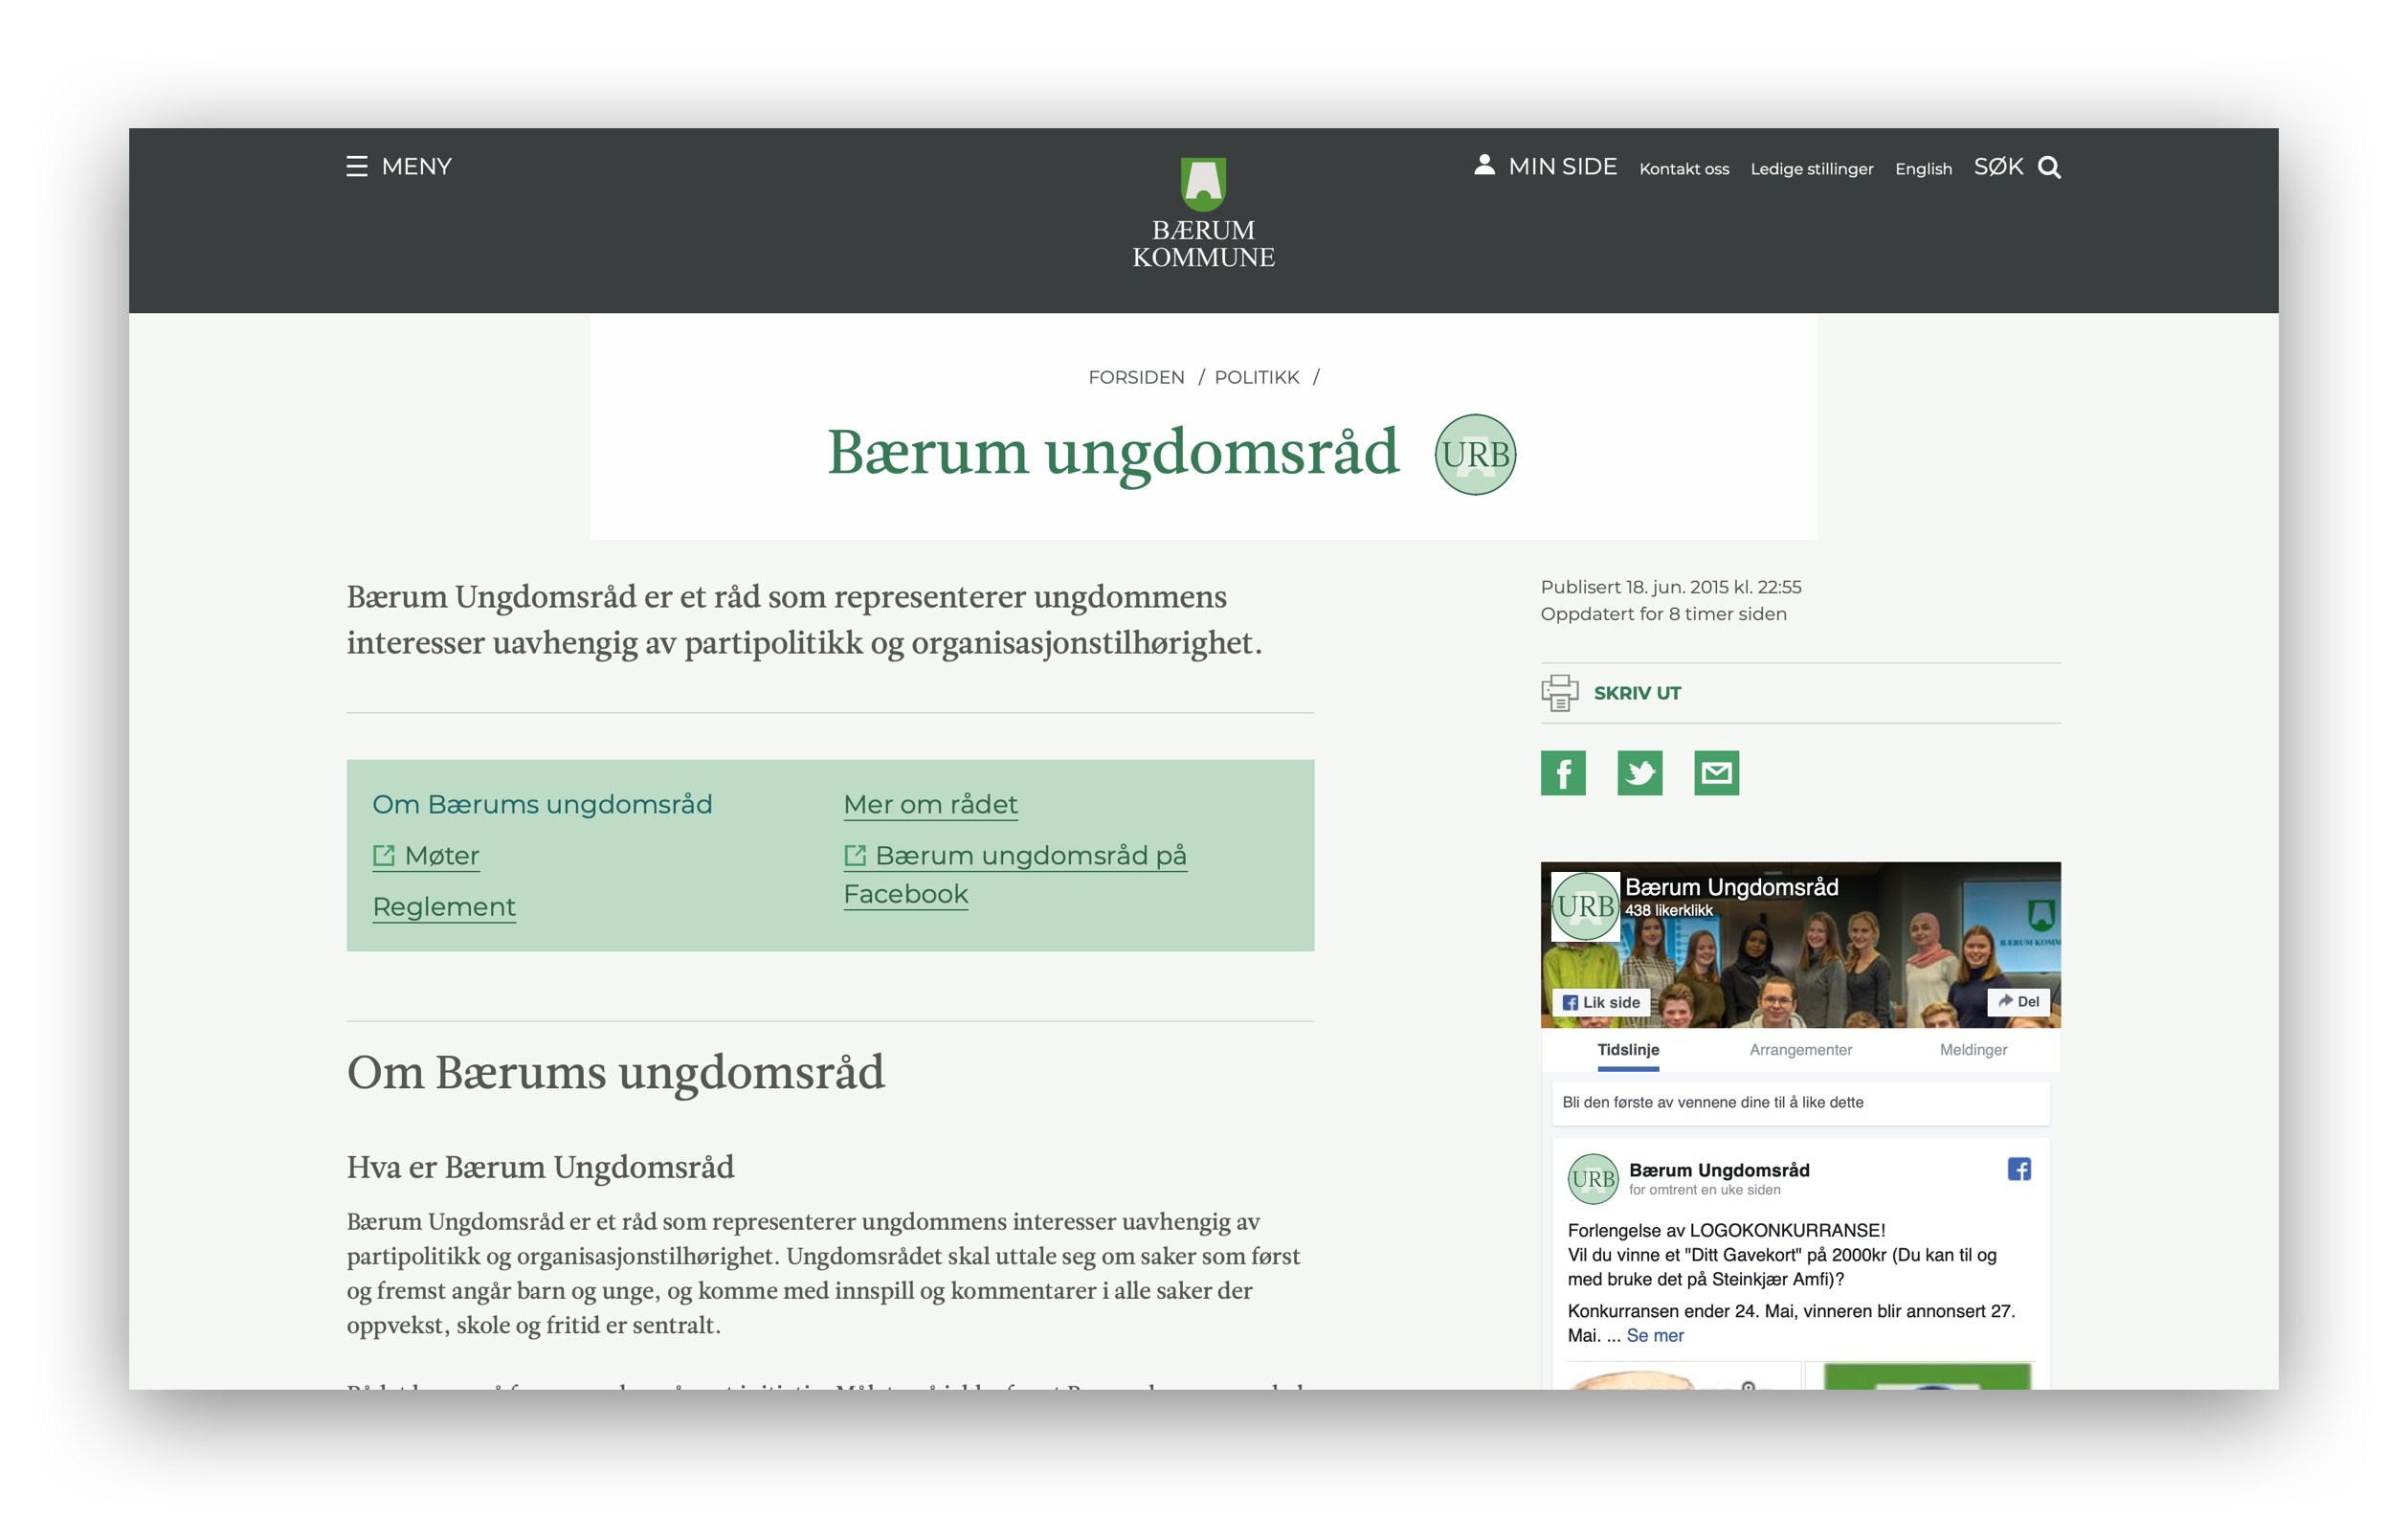 MENY
BÆRUM
KOMMUNE
MIN SIDE Kontakt oss Ledige stillinger English SØK
FORSIDEN / POLITIKK /
Bærum ungdomsråd URB
Bærum Ungdomsråd er et råd som representerer ungdommens
interesser uavhengig av partipolitikk og organisasjonstilhørighet.
Om Bærums ungdomsråd
Møter
Reglement
Mer om rådet
Bærum ungdomsråd på
Facebook
Om Bærums ungdomsråd
Hva er Bærum Ungdomsråd
Bærum Ungdomsråd er et råd som representerer ungdommens interesser uavhengig av
partipolitikk og organisasjonstilhørighet. Ungdomsrådet skal uttale seg om saker som først
og fremst angår barn og unge, og komme med innspill og kommentarer i alle saker der
oppvekst, skole og fritid er sentralt.
Publisert 18. jun. 2015 kl. 22:55
Oppdatert for 8 timer siden
SKRIV UT
URB Bærum Ungdomsråd
438 likerklikk
BÆRUM KOMM
Lik side Del
Tidslinje Arrangementer Meldinger
Bli den første av vennene dine til å like dette
URB Bærum Ungdomsråd
for omtrent en uke siden
Forlengelse av LOGOKONKURRANSE!
Vil du vinne et "Ditt Gavekort" på 2000kr (Du kan til og
med bruke det på Steinkjær Amfi)?
Konkurransen ender 24. Mai, vinneren blir annonsert 27.
Mai. ... Se mer